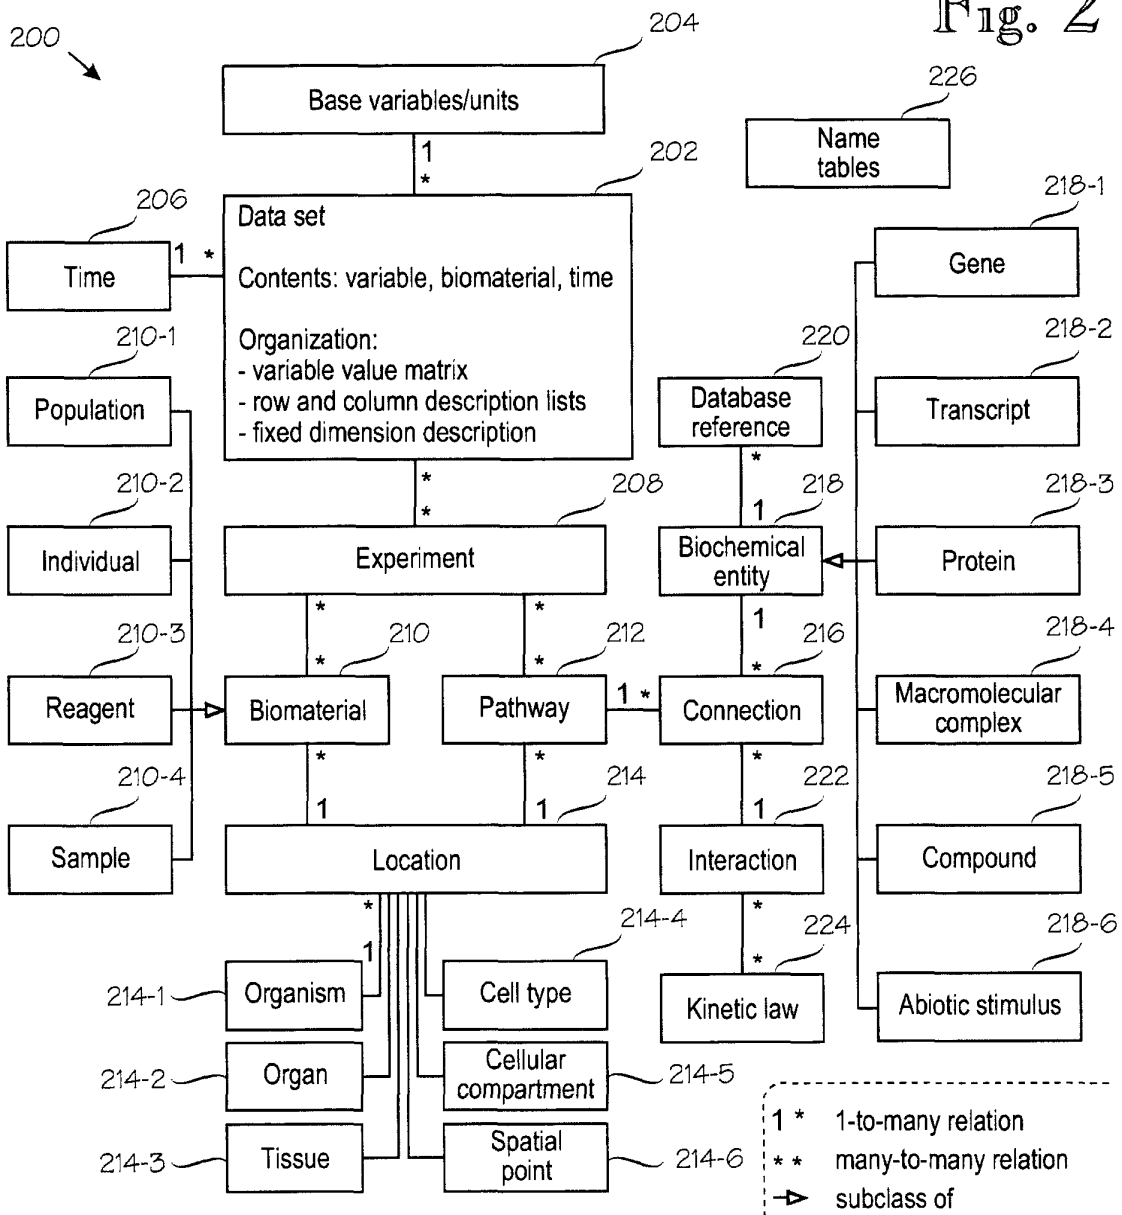 Fig. 2
200
204
Base variables/units
226
Name
tables
1
*
202
206
Time
1 *
Data set
Contents: variable, biomaterial, time
Organization:
- variable value matrix
- row and column description lists
- fixed dimension description
218-1
Gene
210-1
Population
220
Database
reference
218-2
Transcript
*
*
*
1
210-2
Individual
208
Experiment
218
Biochemical
entity
218-3
Protein
*
*
*
*
1
*
210-3
Reagent
210
Biomaterial
212
Pathway
1 *
216
Connection
218-4
Macromolecular
complex
*
1
*
1
*
1
210-4
Sample
214
Location
222
Interaction
218-5
Compound
*
1
*
*
214-1
Organism
214-4
Cell type
224
Kinetic law
218-6
Abiotic stimulus
214-2
Organ
Cellular
compartment
214-5
214-3
Tissue
Spatial
point
214-6
1 * 1-to-many relation
* * many-to-many relation
subclass of